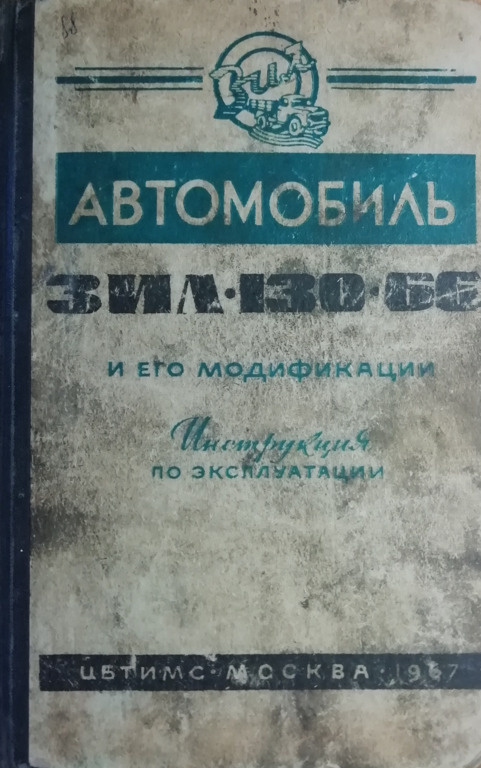 ЗИЛ
АВТОМОБИЛЬ
ЗИЛ·130·66
И ЕГО МОДИФИКАЦИИ
Инструкция
ПО ЭКСПЛУАТАЦИИ
ЦБТИМС·МОСКВА·1967